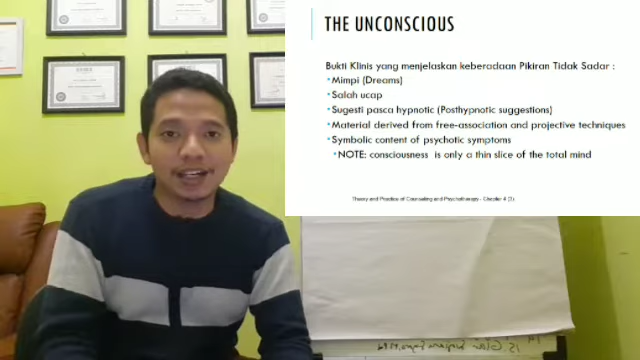 THE UNCONSCIOUS
Bukti Klinis yang menjelaskan keberadaan Pikiran Tidak Sadar :
•Mimpi (Dreams)
•Salah ucap
•Sugesti pasca hypnotic (Posthypnotic suggestions)
•Material derived from free-association and projective techniques
•Symbolic content of psychotic symptoms
•NOTE: consciousness is only a thin slice of the total mind
Theory and Practice of Counseling and Psychotherapy - Chapter 4 (3)